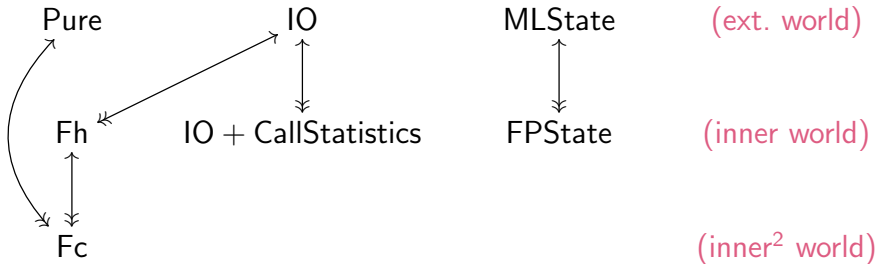 Pure IO MLState (ext. world)
Fh IO + CallStatistics FPState (inner world)
Fc (inner² world)